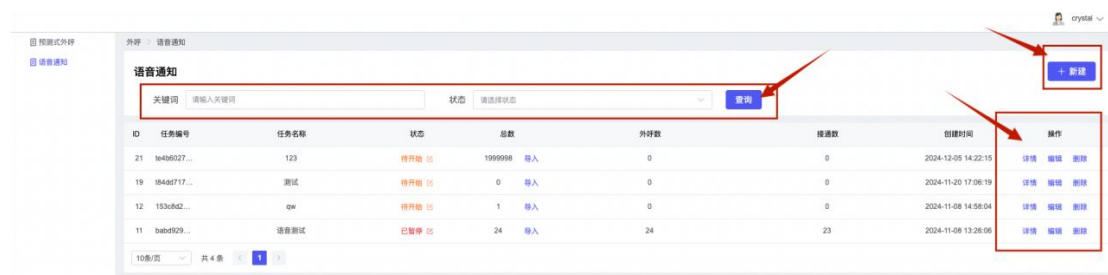 crystal
预测式外呼
外呼 > 语音通知
语音通知
语音通知
+ 新建
关键词 请输入关键词 状态 请选择状态 查询
ID 任务编号 任务名称 状态 总数 外呼数 接通数 创建时间 操作
21 te4b6027... 123 待开始 1999998 导入 0 0 2024-12-05 14:22:15 详情 编辑 删除
19 t84dd717... 测试 待开始 0 导入 0 0 2024-11-20 17:06:19 详情 编辑 删除
12 153c8d2... qw 待开始 1 导入 0 0 2024-11-08 14:58:04 详情 编辑 删除
11 babd929... 语音测试 已暂停 24 导入 24 23 2024-11-08 13:26:06 详情 编辑 删除
10条/页 共 4 条 < 1 >